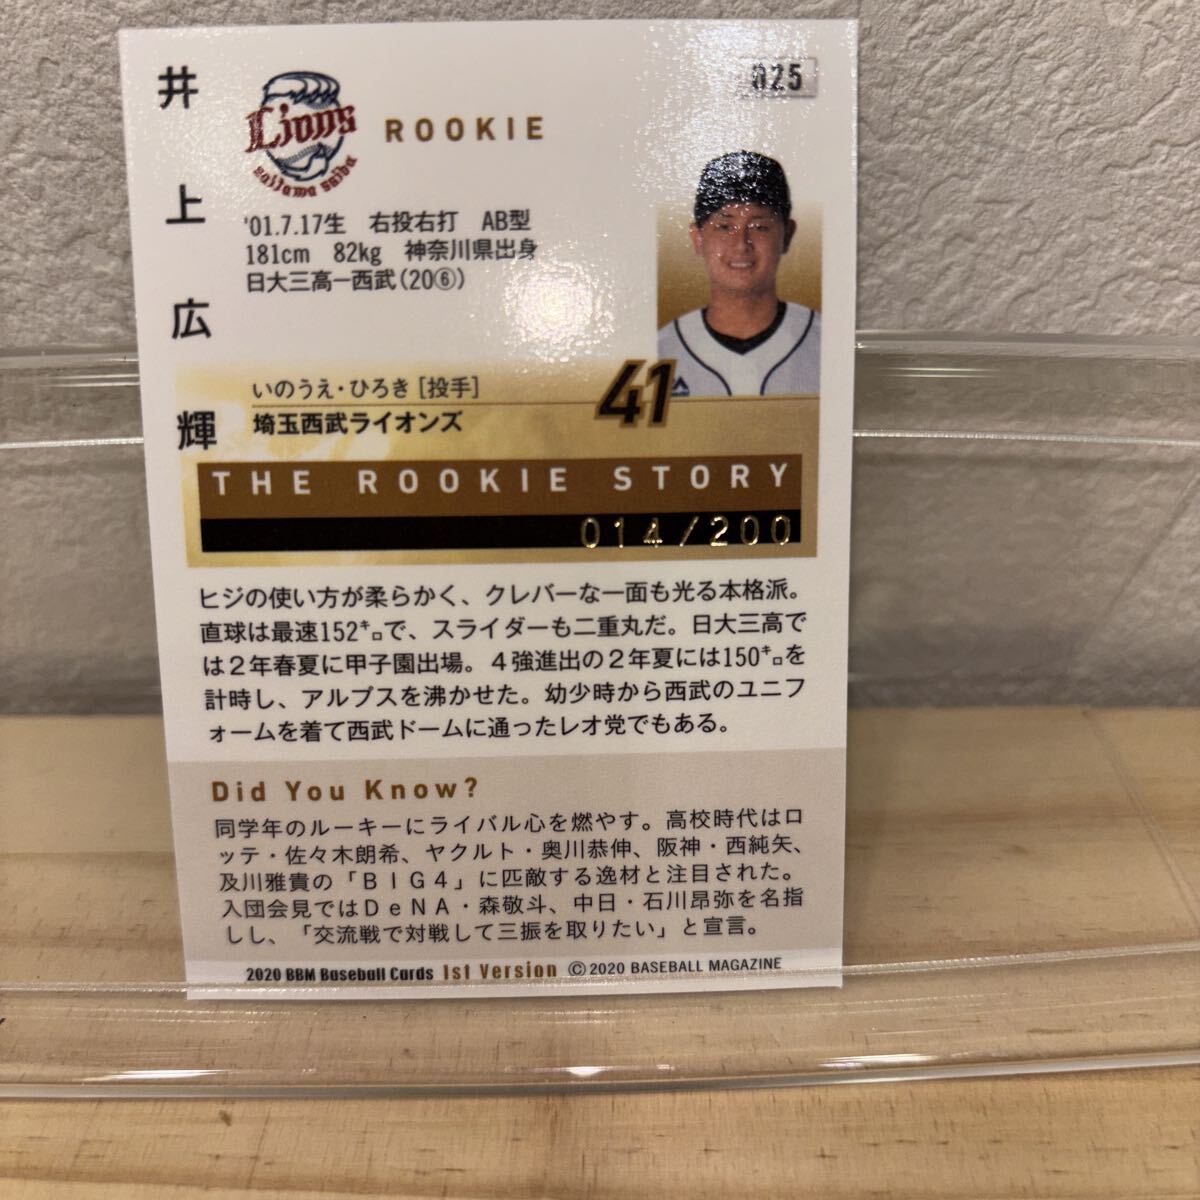 井上広輝
Lions
saitama seibu
ROOKIE
025
'01.7.17生 右投右打 AB型
181cm 82kg 神奈川県出身
日大三高ー西武(20⑥)
いのうえ・ひろき [投手]
41
埼玉西武ライオンズ
THE ROOKIE STORY
014/200
ヒジの使い方が柔らかく、クレバーな一面も光る本格派。
直球は最速152㌔で、スライダーも二重丸だ。日大三高で
は2年春夏に甲子園出場。4強進出の2年夏には150㌔を
計時し、アルプスを沸かせた。幼少時から西武のユニフ
ォームを着て西武ドームに通ったレオ党でもある。
Did You Know?
同学年のルーキーにライバル心を燃やす。高校時代はロ
ッテ・佐々木朗希、ヤクルト・奥川恭伸、阪神・西純矢、
及川雅貴の「BIG4」に匹敵する逸材と注目された。
入団会見ではDeNA・森敬斗、中日・石川昂弥を名指
しし、「交流戦で対戦して三振を取りたい」と宣言。
2020 BBM Baseball Cards 1st Version ©2020 BASEBALL MAGAZINE